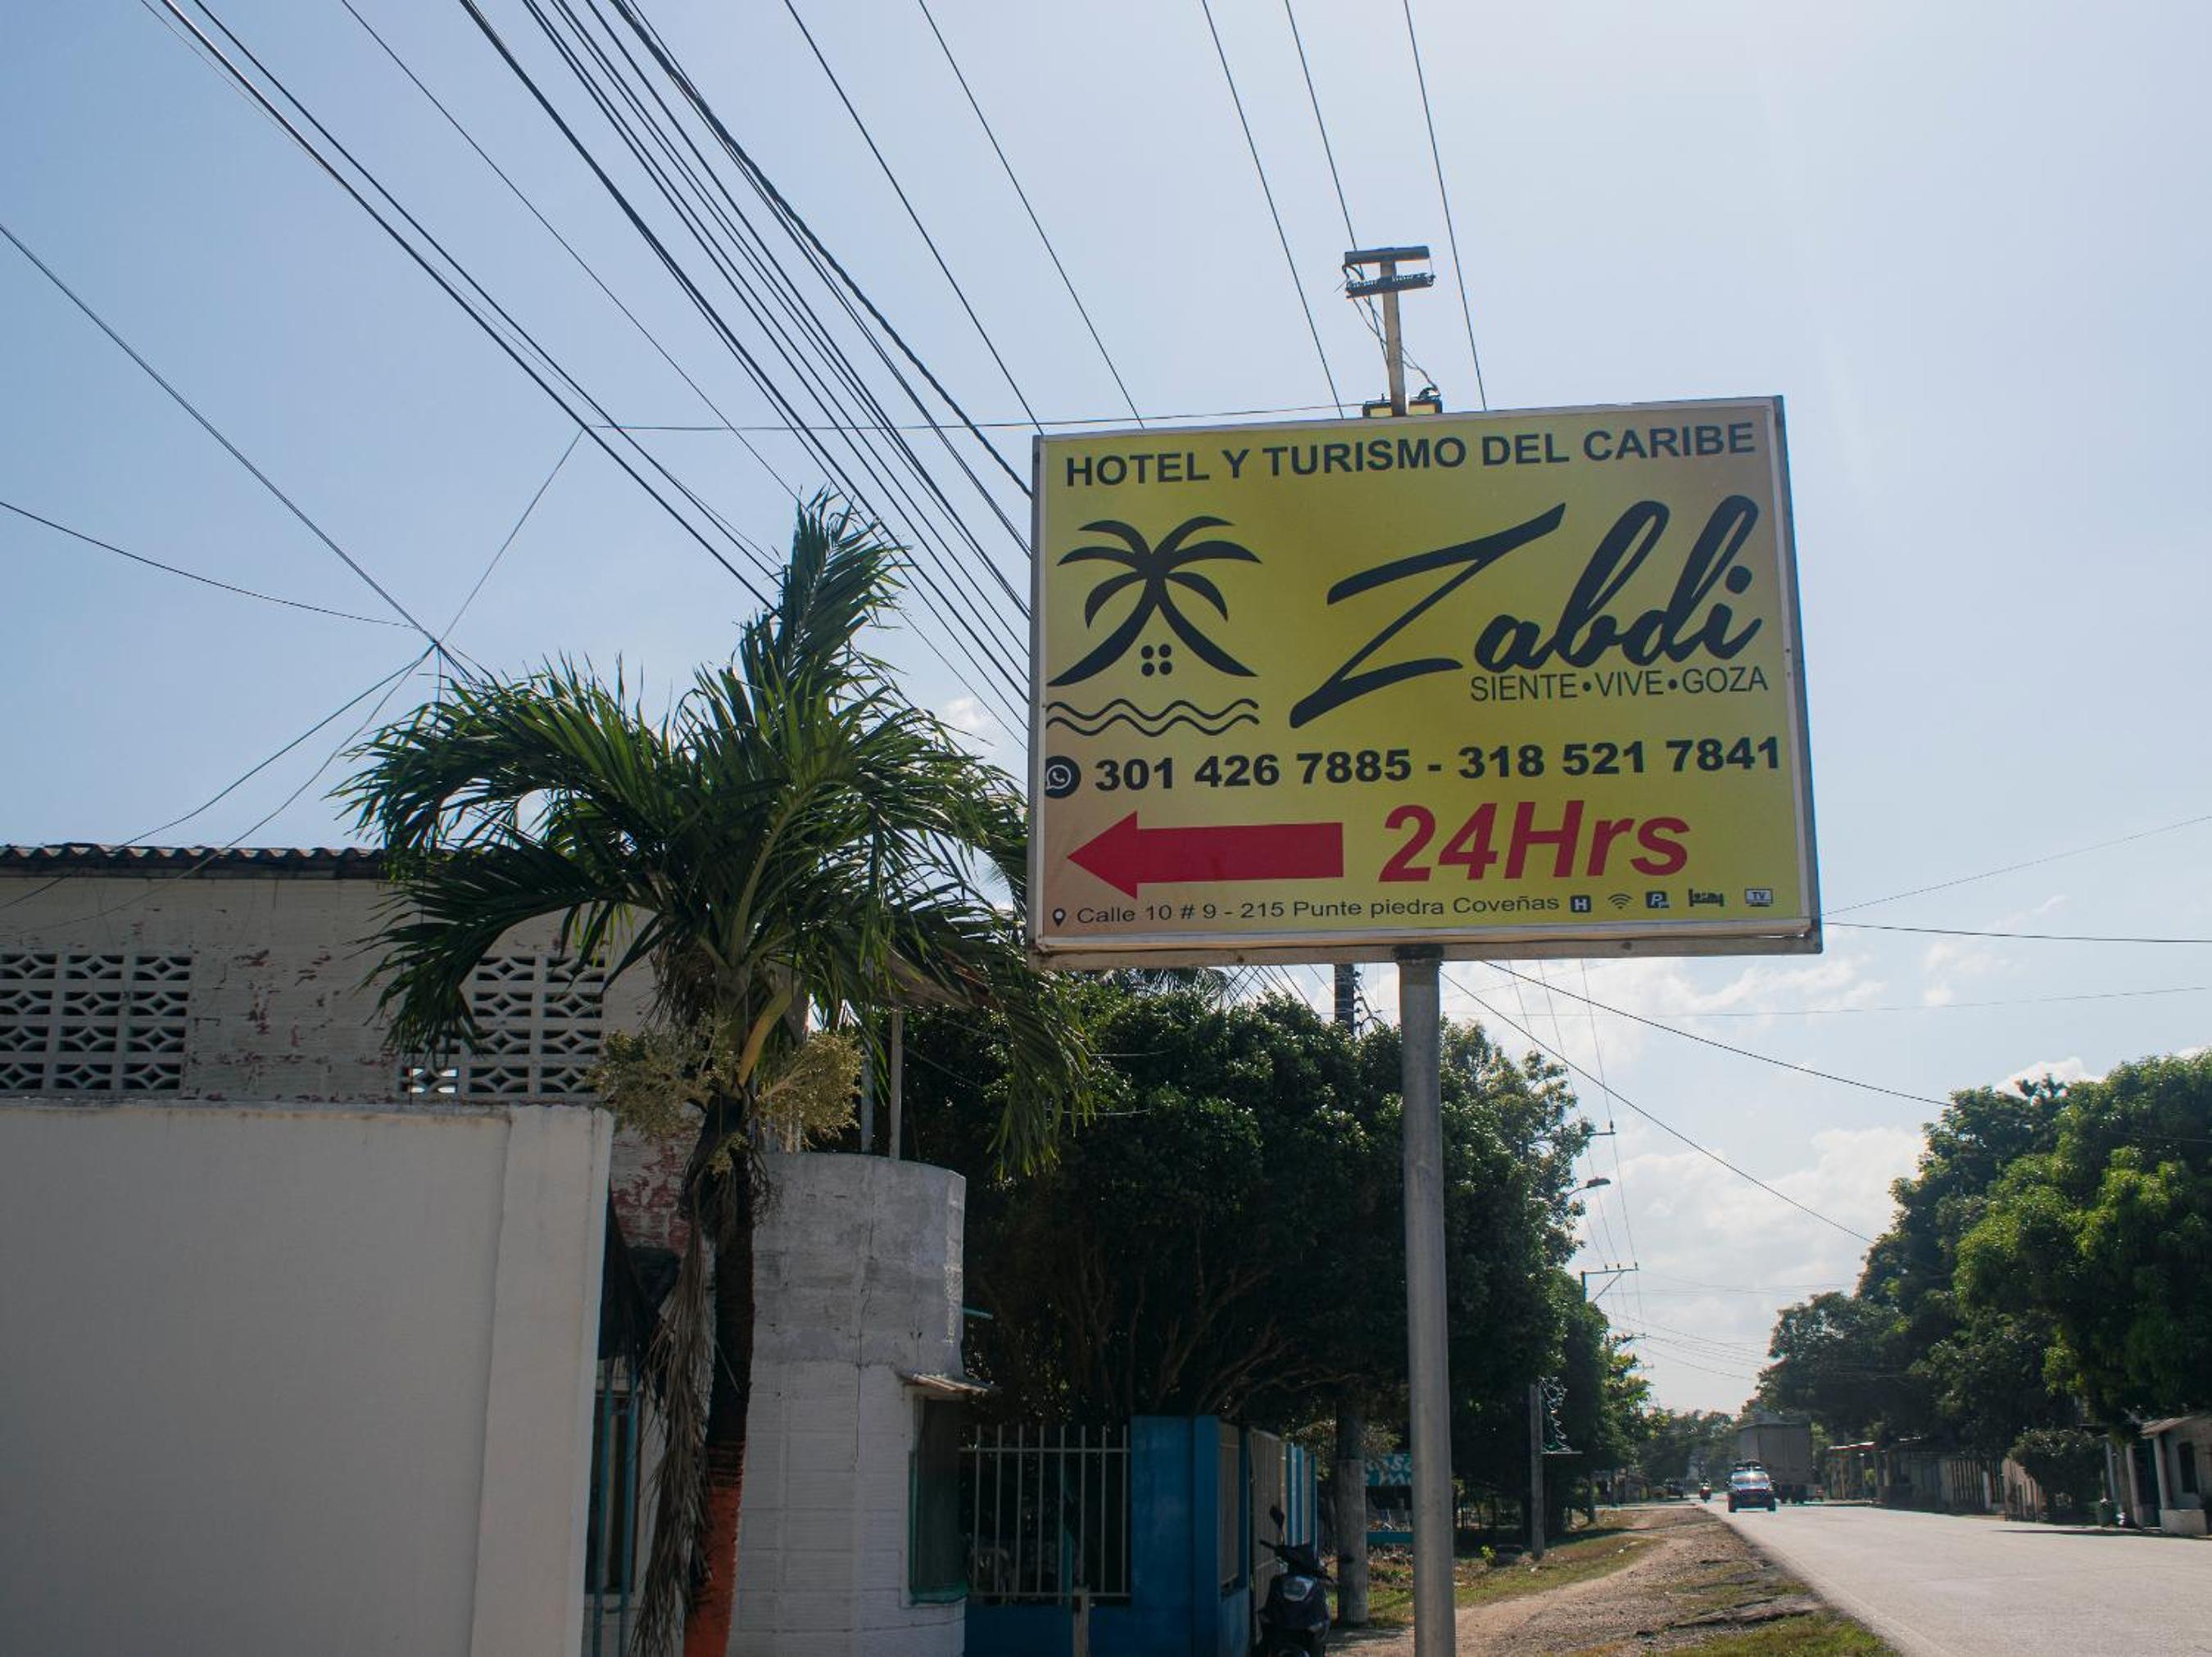 HOTEL Y TURISMO DEL CARIBE
Zabdi
SIENTE•VIVE•GOZA
301 426 7885 - 318 521 7841
24Hrs
Calle 10 # 9 - 215 Punte piedra Coveñas H P
TV